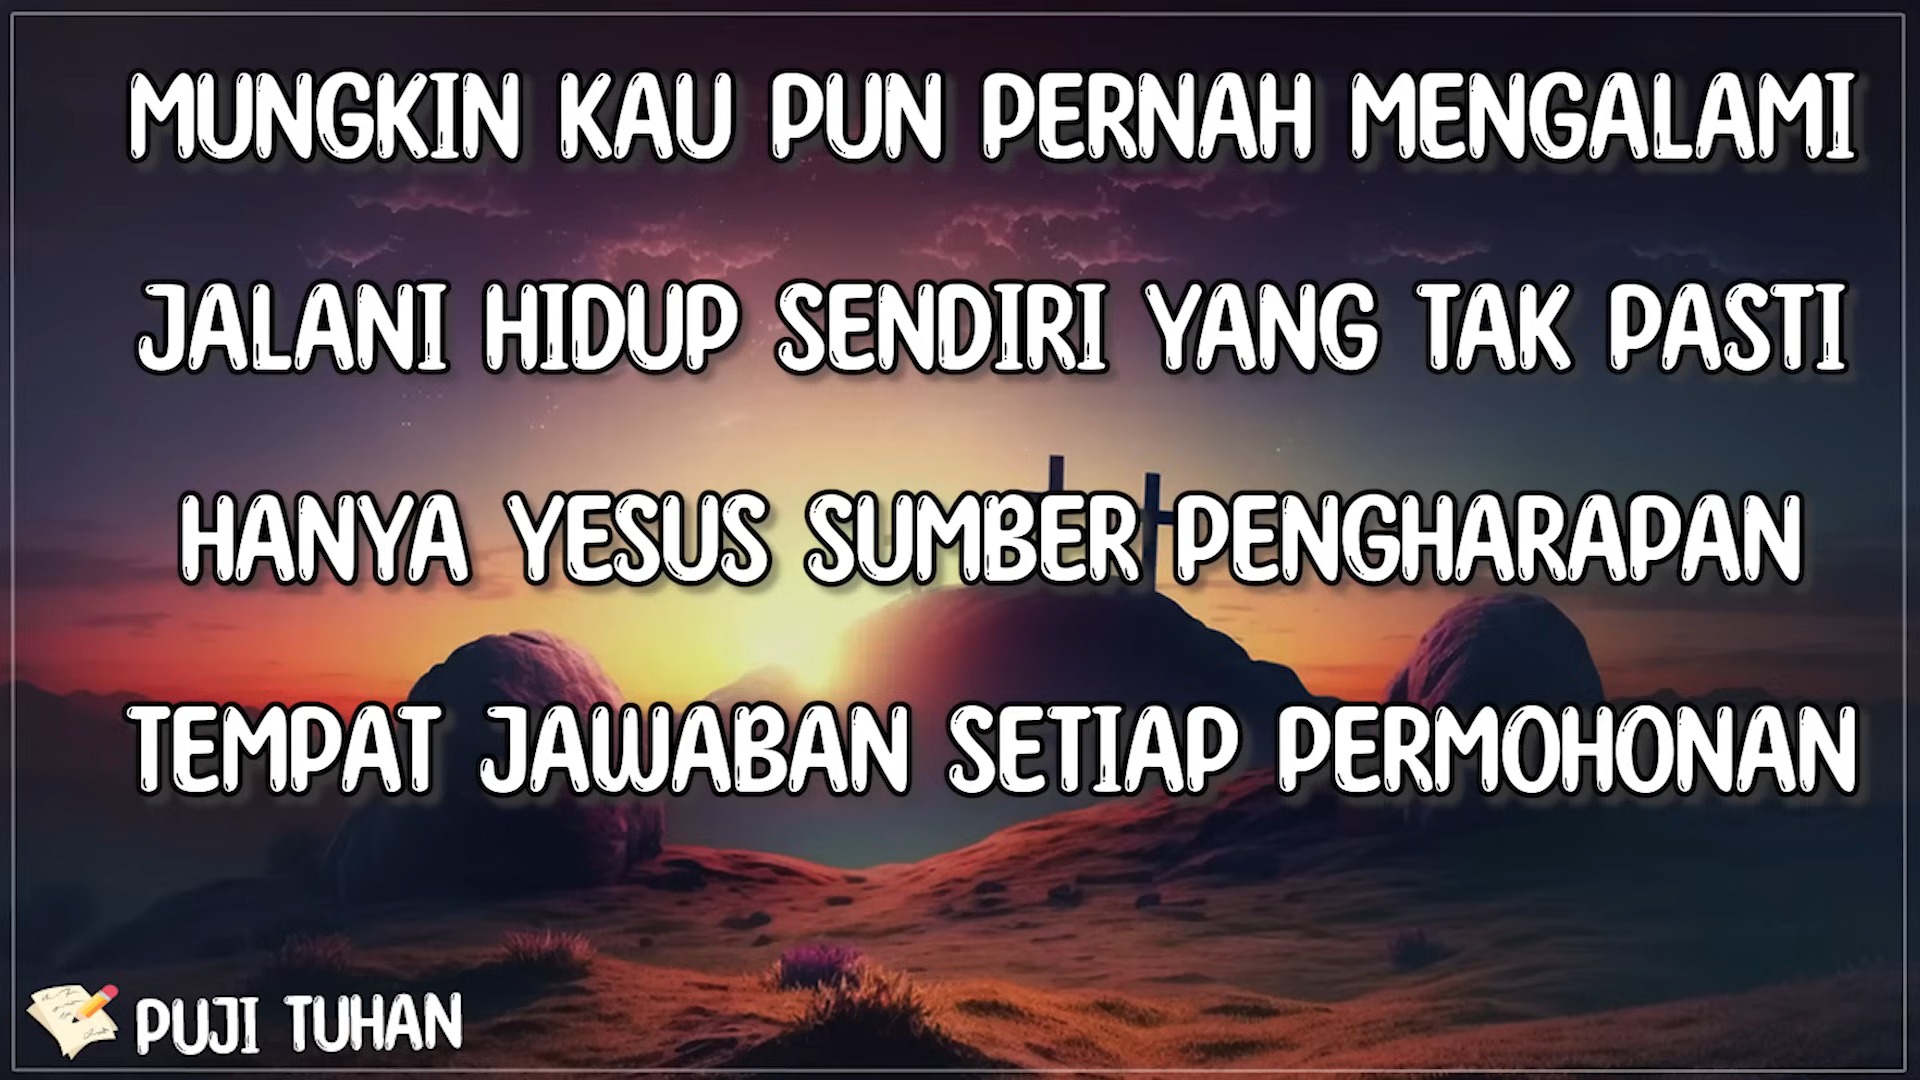 MUNGKIN KAU PUN PERNAH MENGALAMI
JALANI HIDUP SENDIRI YANG TAK PASTI
HANYA YESUS SUMBER PENGHARAPAN
TEMPAT JAWABAN SETIAP PERMOHONAN
PUJI TUHAN